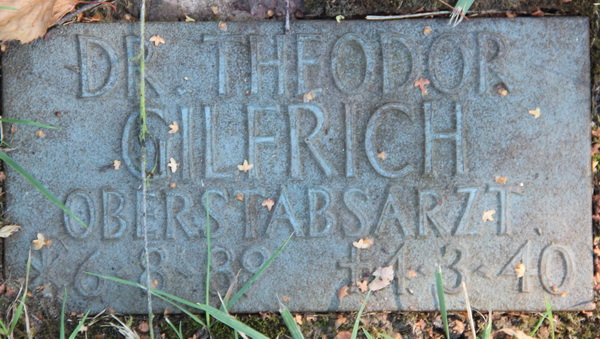 DR. THEODOR
GILFRICH
OBERSTABSARZT.
*6·8·89 ‡1·3·40